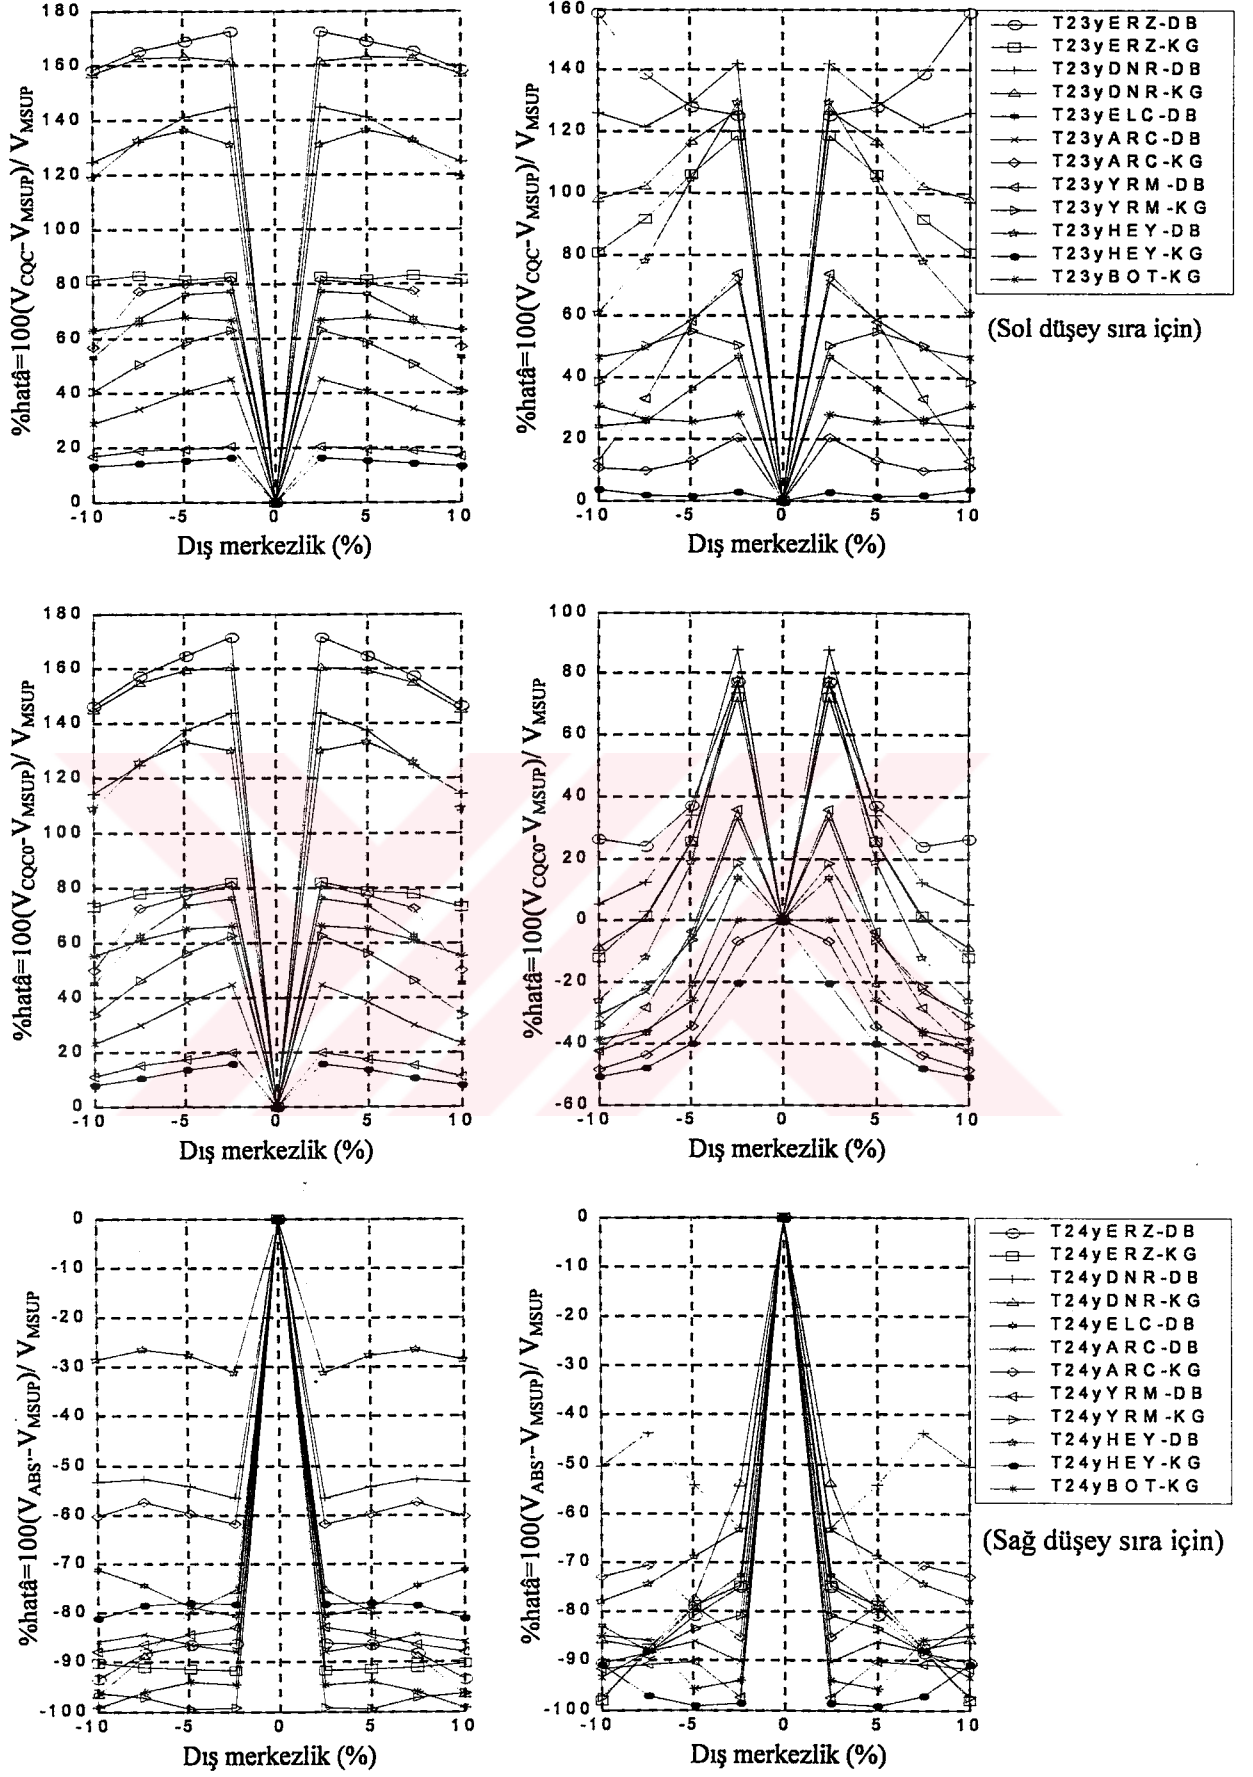 %hatâ=100(V_CQC-V_MSUP)/ V_MSUP
180
160
140
120
100
80
60
40
20
0
-10 -5 0 5 10
Dış merkezlik (%)
%hatâ=100(V_CQC-V_MSUP)/ V_MSUP
160
140
120
100
80
60
40
20
0
-10 -5 0 5 10
Dış merkezlik (%)
T23yERZ-DB
T23yERZ-KG
T23yDNR-DB
T23yDNR-KG
T23yELC-DB
T23yARC-DB
T23yARC-KG
T23yYRM-DB
T23yYRM-KG
T23yHEY-DB
T23yHEY-KG
T23yBOT-KG
(Sol düşey sıra için)
%hatâ=100(V_CQC0-V_MSUP)/ V_MSUP
180
160
140
120
100
80
60
40
20
0
-10 -5 0 5 10
Dış merkezlik (%)
%hatâ=100(V_CQC0-V_MSUP)/ V_MSUP
100
80
60
40
20
0
-20
-40
-60
-10 -5 0 5 10
Dış merkezlik (%)
%hatâ=100(V_ABS"-V_MSUP)/ V_MSUP
0
-10
-20
-30
-40
-50
-60
-70
-80
-90
-100
-10 -5 0 5 10
Dış merkezlik (%)
%hatâ=100(V_ABS"-V_MSUP)/ V_MSUP
0
-10
-20
-30
-40
-50
-60
-70
-80
-90
-100
-10 -5 0 5 10
Dış merkezlik (%)
T24yERZ-DB
T24yERZ-KG
T24yDNR-DB
T24yDNR-KG
T24yELC-DB
T24yARC-DB
T24yARC-KG
T24yYRM-DB
T24yYRM-KG
T24yHEY-DB
T24yHEY-KG
T24yBOT-KG
(Sağ düşey sıra için)